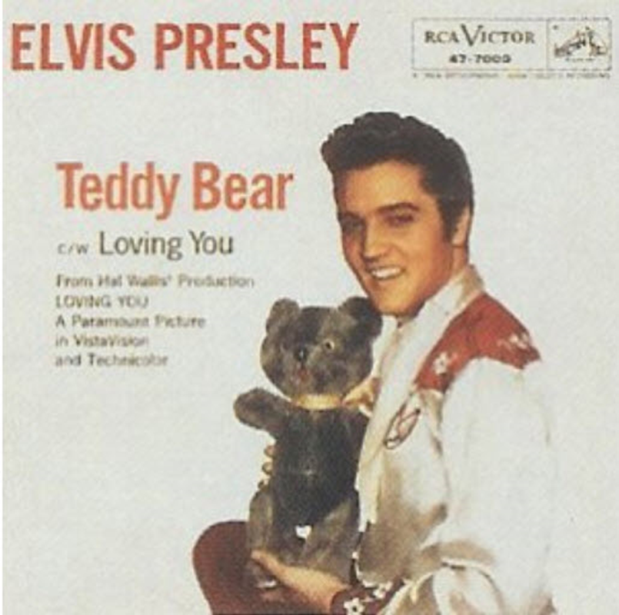 ELVIS PRESLEY
RCA VICTOR
47-7000
Teddy Bear
c/w Loving You
From Hal Wallis' Production
LOVING YOU
A Paramount Picture
in VistaVision
and Technicolor